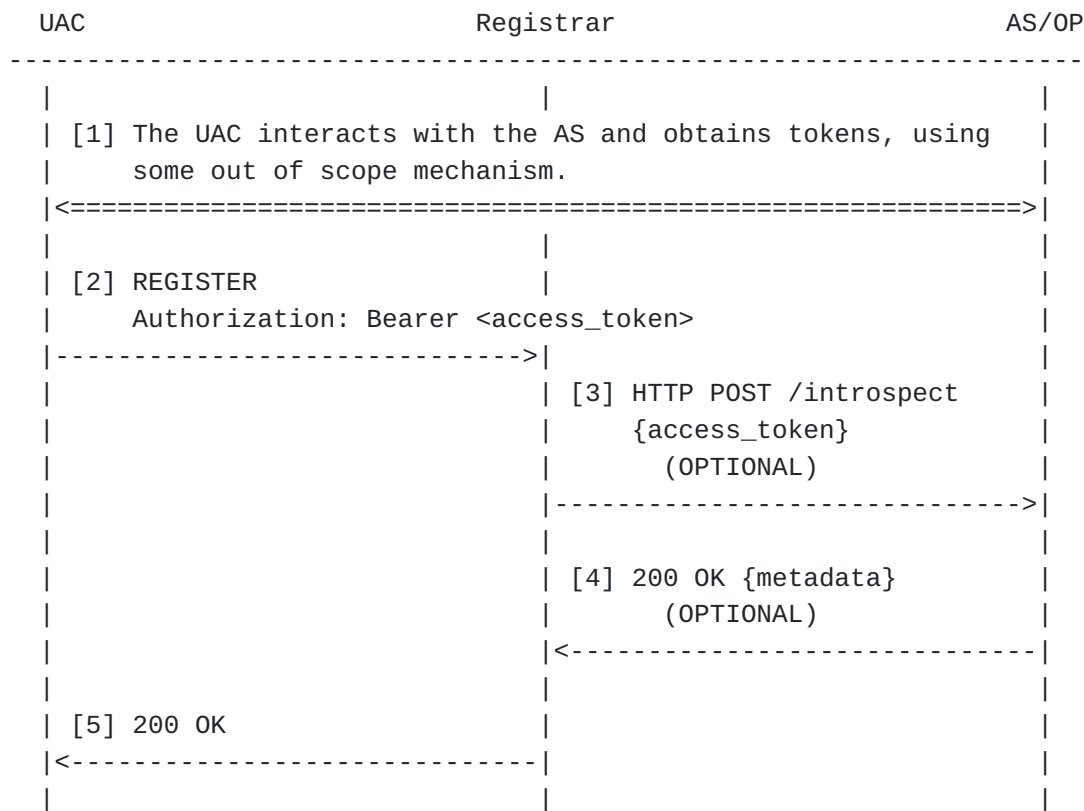 UAC Registrar AS/OP
[1] The UAC interacts with the AS and obtains tokens, using
some out of scope mechanism.
[2] REGISTER
Authorization: Bearer <access_token>
[3] HTTP POST /introspect
{access_token}
(OPTIONAL)
[4] 200 OK {metadata}
(OPTIONAL)
[5] 200 OK